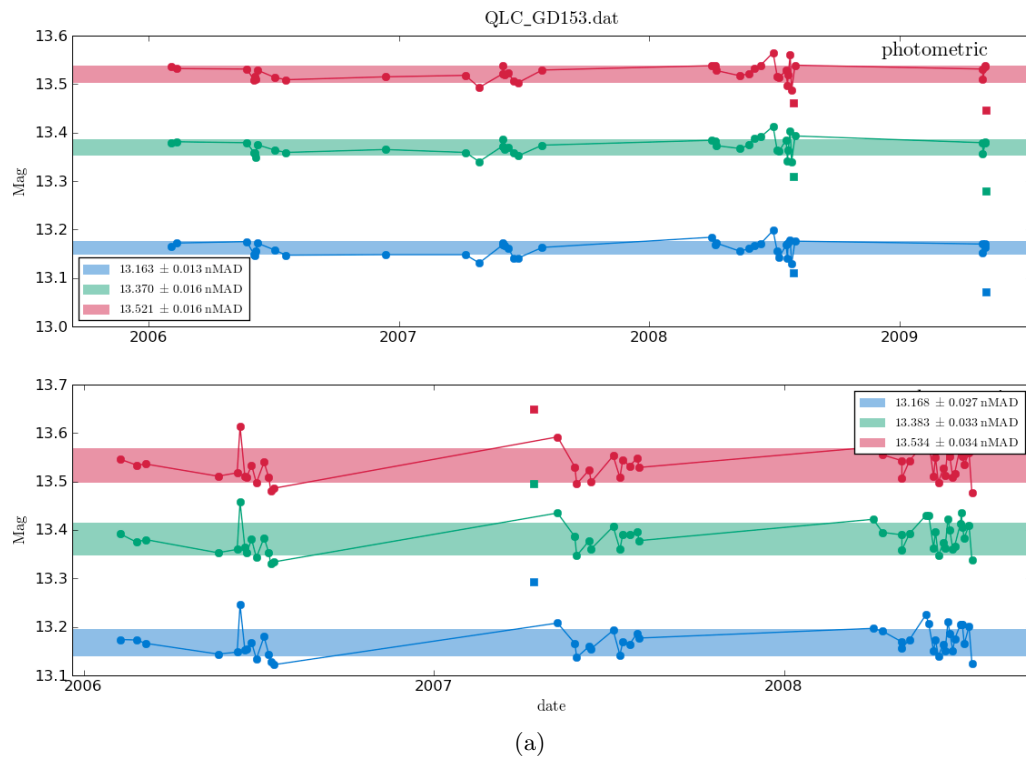 QLC_GD153.dat
13.6
photometric
13.5
13.4
Mag
13.3
13.2
13.1
13.163 ± 0.013 nMAD
13.370 ± 0.016 nMAD
13.521 ± 0.016 nMAD
13.0
2006
2007
2008
2009
13.7
13.168 ± 0.027 nMAD
13.383 ± 0.033 nMAD
13.534 ± 0.034 nMAD
13.6
13.5
Mag
13.4
13.3
13.2
13.1
2006
2007
2008
date
(a)